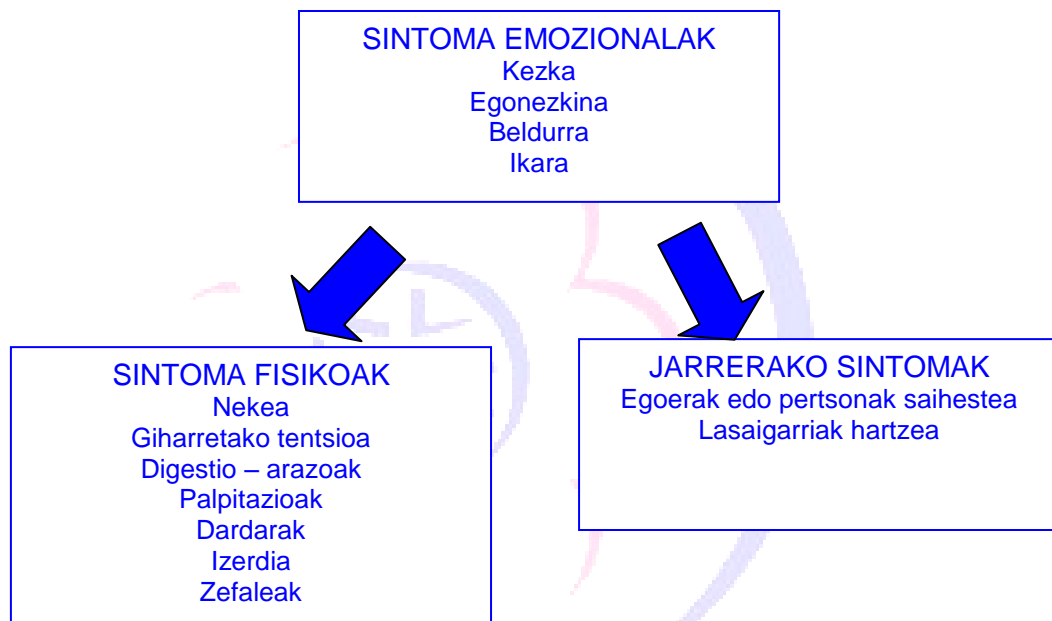 SINTOMA EMOZIONALAK
Kezka
Egonezkina
Beldurra
Ikara
SINTOMA FISIKOAK
Nekea
Giharretako tentsioa
Digestio – arazoak
Palpitazioak
Dardarak
Izerdia
Zefaleak
JARRERAKO SINTOMAK
Egoerak edo pertsonak saihestea
Lasaigarriak hartzea